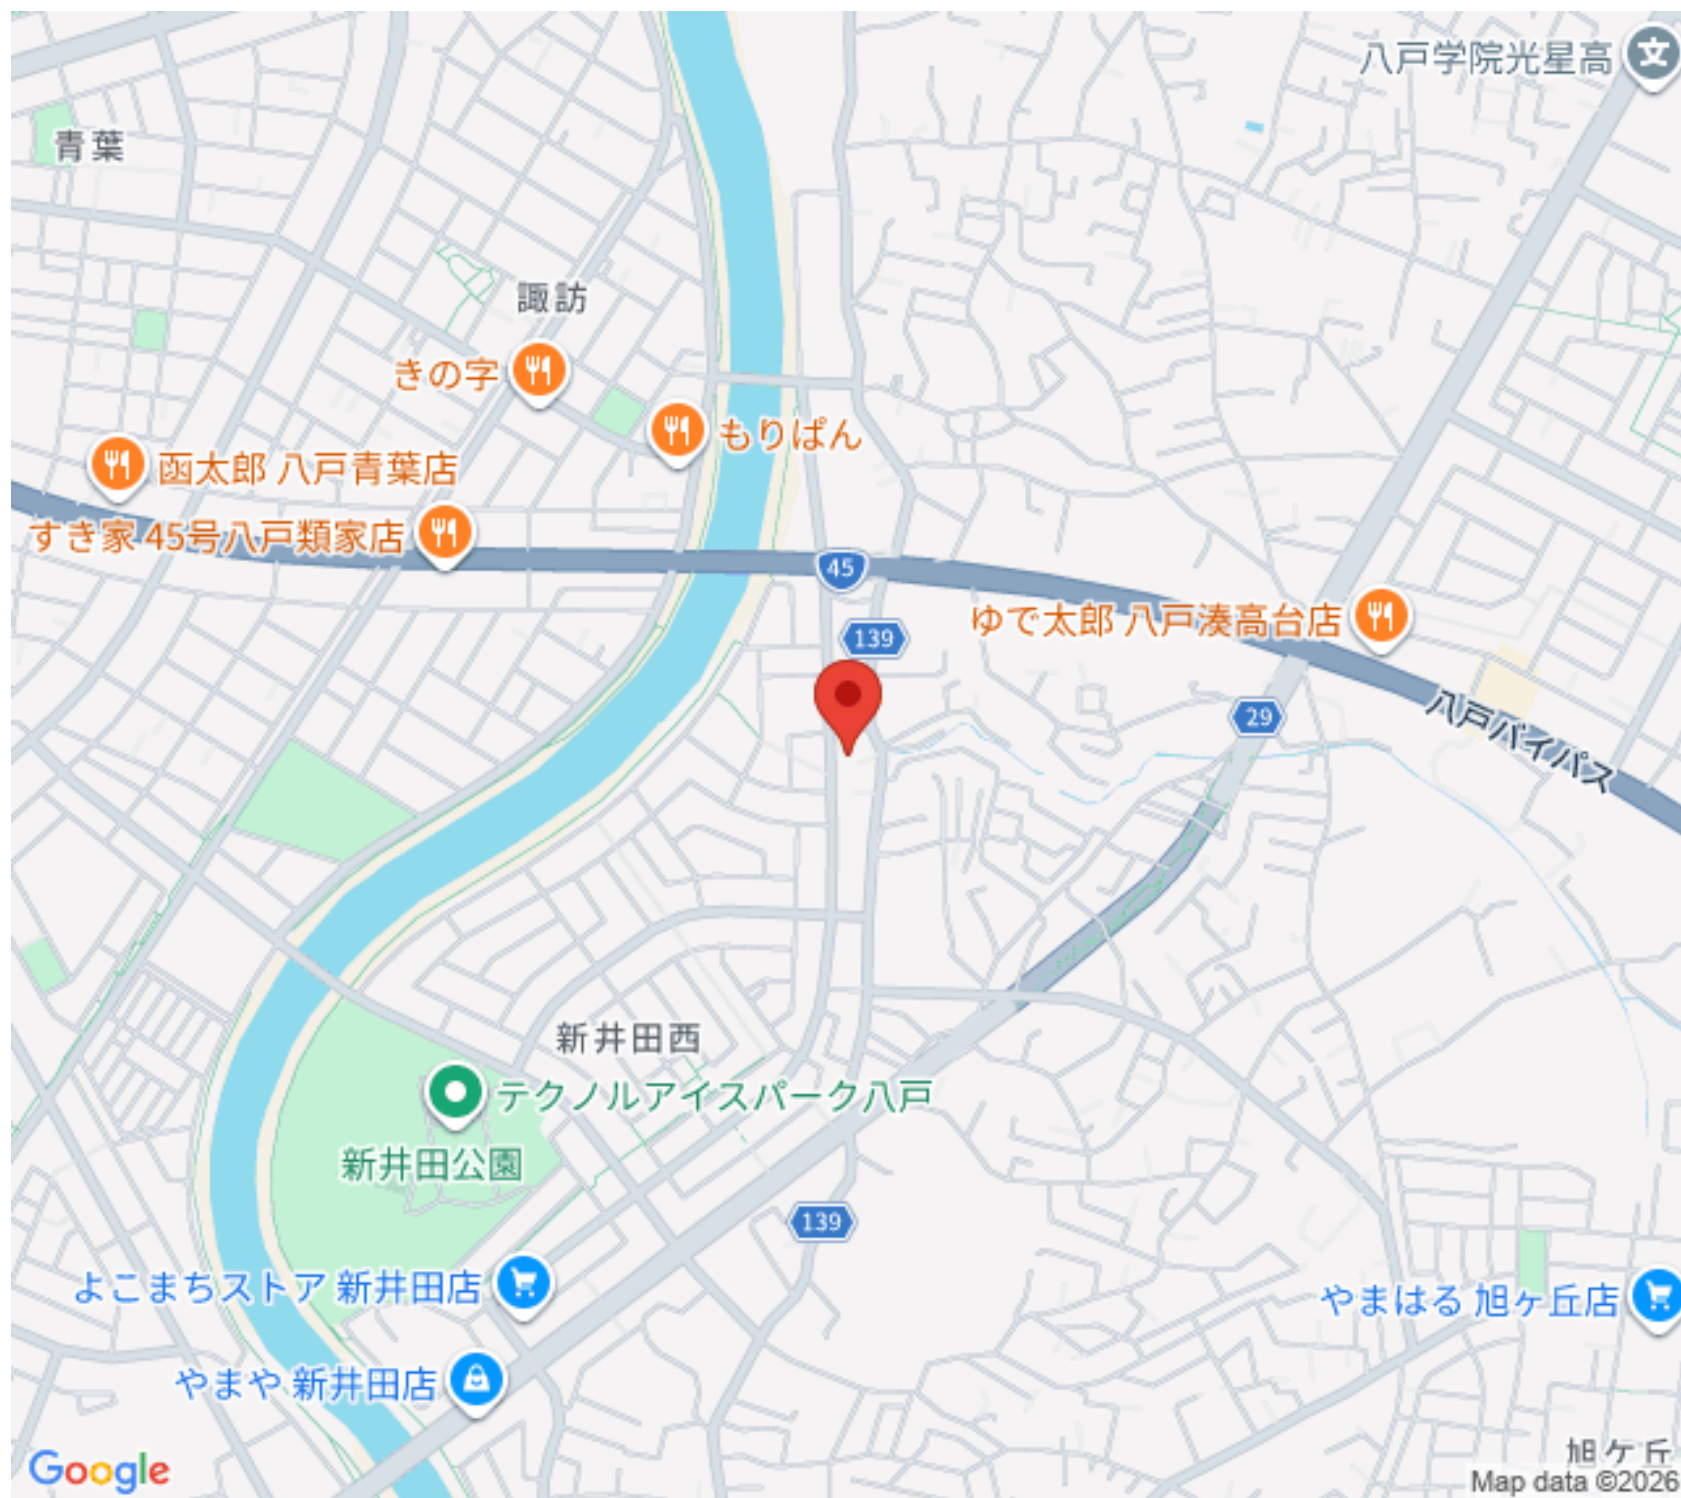 八戸学院光星高
青葉
諏訪
きの字
もりぱん
函太郎 八戸青葉店
すき家 45号八戸類家店
45
ゆで太郎 八戸湊高台店
139
29
八戸バイパス
新井田西
テクノルアイスパーク八戸
新井田公園
139
よこまちストア 新井田店
やまはる 旭ヶ丘店
やまや 新井田店
旭ケ丘
Google
Map data ©2026